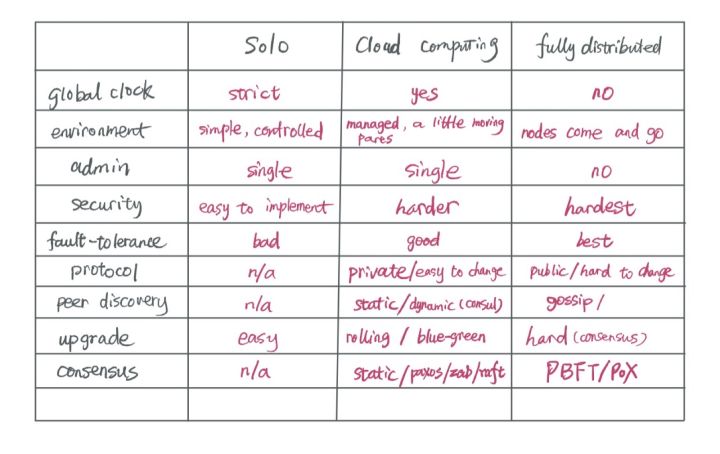 Solo Cloud computing fully distributed
global clock strict yes no
environment simple, controlled managed, a little moving parts nodes come and go
admin single single no
security easy to implement harder hardest
fault-tolerance bad good best
protocol n/a private/easy to change public/hard to change
peer discovery n/a static/dynamic (consul) gossip/
upgrade easy rolling / blue-green hard (consensus)
consensus n/a static/paxos/zab/raft PBFT/PoX